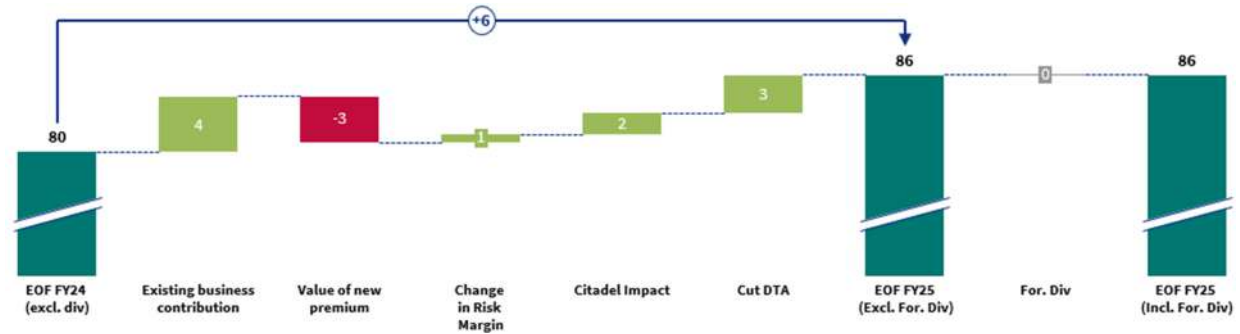 +6
80
4
-3
1
2
3
86
0
86
EOF FY24
(excl. div)
Existing business
contribution
Value of new
premium
Change
in Risk
Margin
Citadel Impact
Cut DTA
EOF FY25
(Excl. For. Div)
For. Div
EOF FY25
(Incl. For. Div)